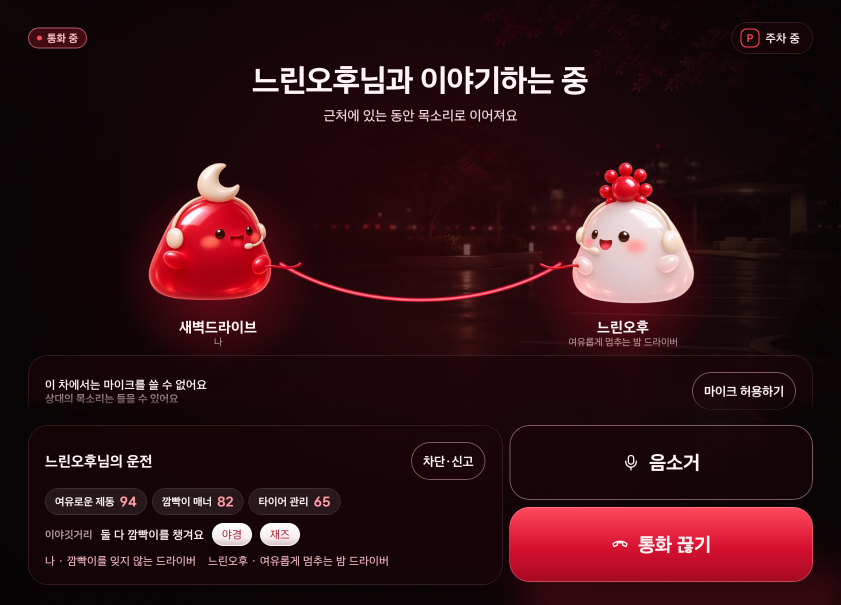 통화 중
P 주차 중
느린오후님과 이야기하는 중
근처에 있는 동안 목소리로 이어져요
새벽드라이브
나
느린오후
여유롭게 멈추는 밤 드라이버
이 차에서는 마이크를 쓸 수 없어요
상대의 목소리는 들을 수 있어요
마이크 허용하기
느린오후님의 운전
차단·신고
여유로운 제동 94 깜빡이 매너 82 타이어 관리 65
이야깃거리 둘 다 깜빡이를 챙겨요 야경 재즈
나 · 깜빡이를 잊지 않는 드라이버 느린오후 · 여유롭게 멈추는 밤 드라이버
음소거
통화 끊기